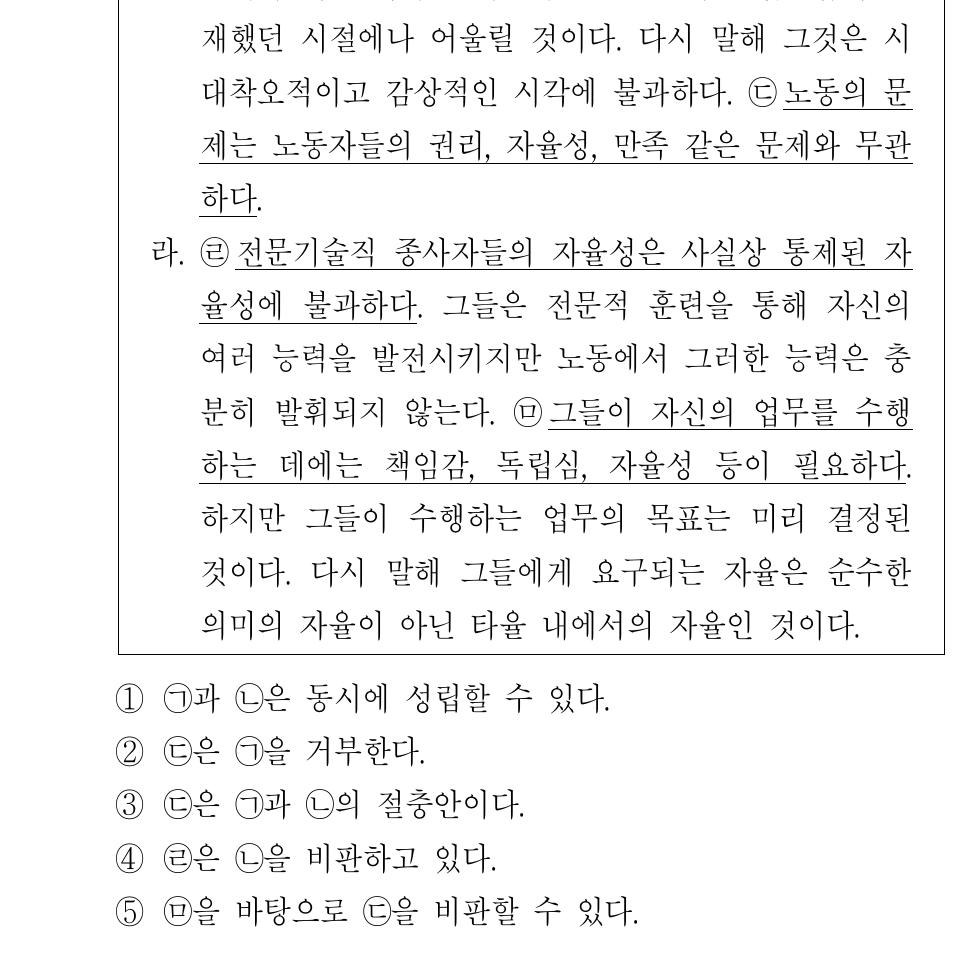 재했던 시절에나 어울릴 것이다. 다시 말해 그것은 시
대착오적이고 감상적인 시각에 불과하다. ㉢노동의 문
제는 노동자들의 권리, 자율성, 만족 같은 문제와 무관
하다.
라. ㉣전문기술직 종사자들의 자율성은 사실상 통제된 자
율성에 불과하다. 그들은 전문적 훈련을 통해 자신의
여러 능력을 발전시키지만 노동에서 그러한 능력은 충
분히 발휘되지 않는다. ㉤그들이 자신의 업무를 수행
하는 데에는 책임감, 독립심, 자율성 등이 필요하다.
하지만 그들이 수행하는 업무의 목표는 미리 결정된
것이다. 다시 말해 그들에게 요구되는 자율은 순수한
의미의 자율이 아닌 타율 내에서의 자율인 것이다.
① ㉠과 ㉡은 동시에 성립할 수 있다.
② ㉢은 ㉠을 거부한다.
③ ㉢은 ㉠과 ㉡의 절충안이다.
④ ㉣은 ㉡을 비판하고 있다.
⑤ ㉤을 바탕으로 ㉢을 비판할 수 있다.